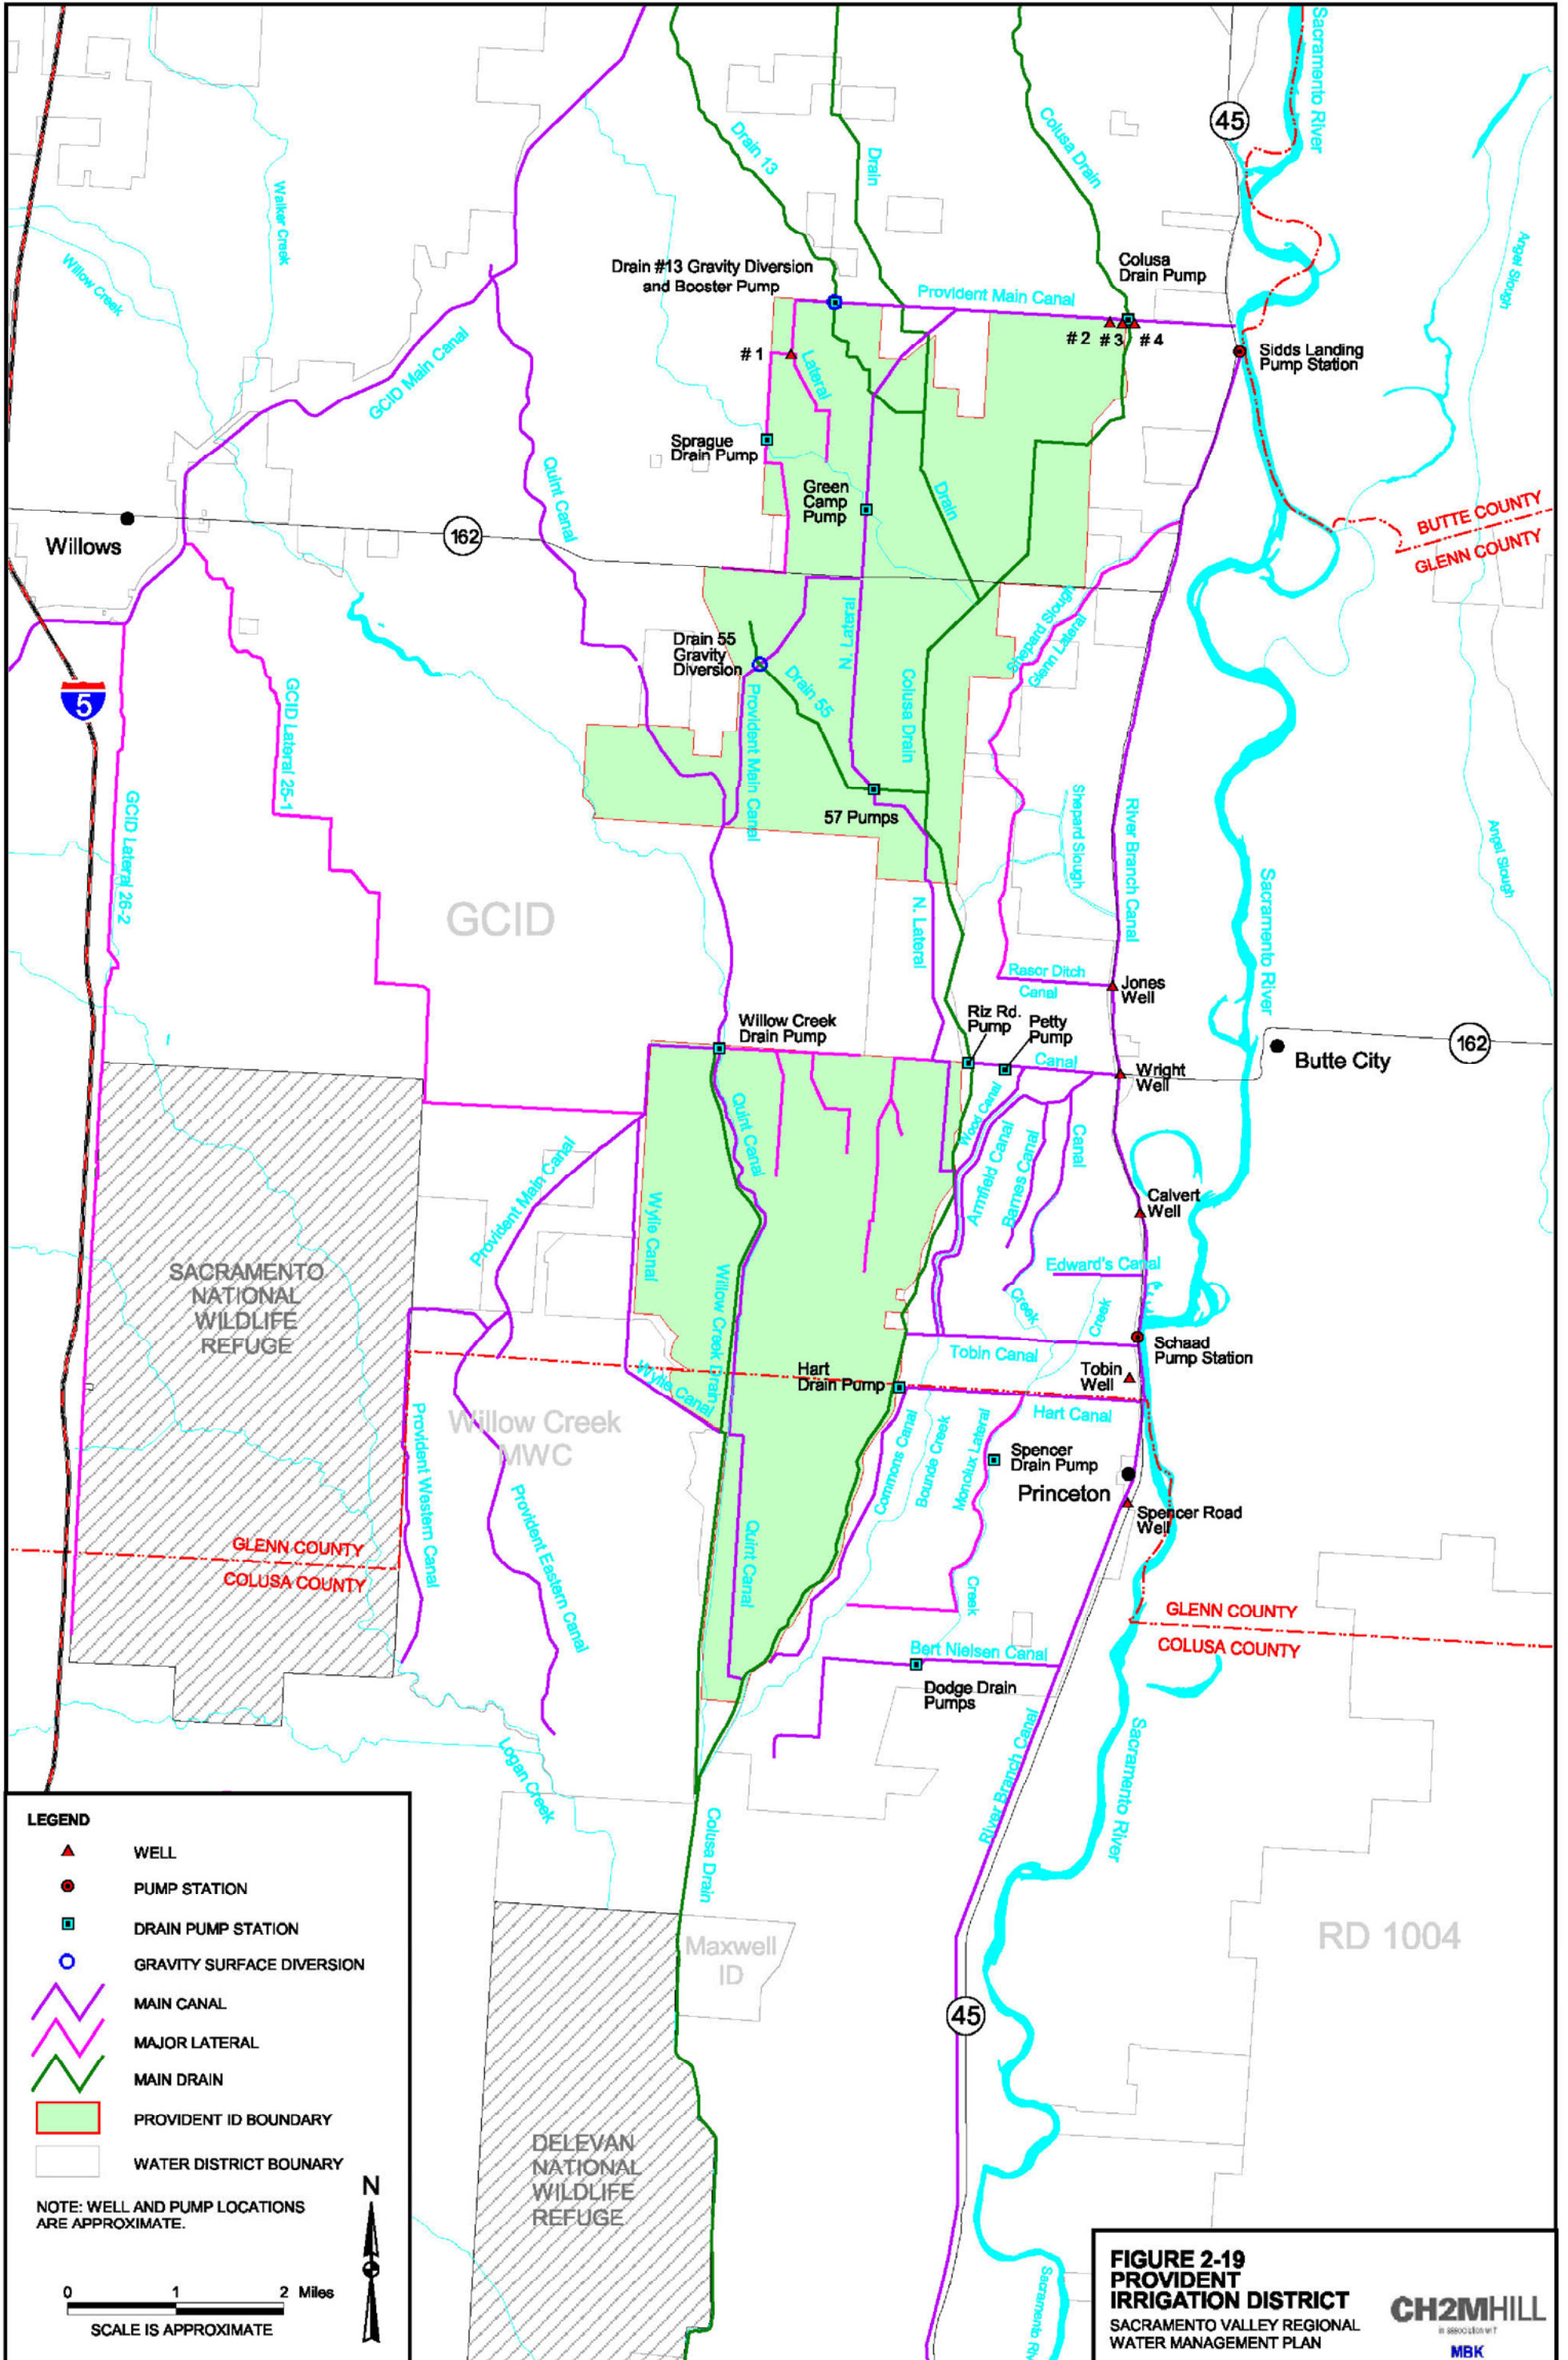 Sacramento River
45
Drain 13
Drain
Colusa Drain
Walker Creek
Willow Creek
Angel Slough
Drain #13 Gravity Diversion
and Booster Pump
Colusa
Drain Pump
Provident Main Canal
# 2 # 3 # 4
# 1
Lateral
Sidds Landing
Pump Station
GCID Main Canal
Sprague
Drain Pump
Quint Canal
Green
Camp
Pump
Drain
BUTTE COUNTY
GLENN COUNTY
Willows
162
Shepard Slough
Glenn Lateral
N. Lateral
Drain 55
Gravity
Diversion
Drain 55
5
GCID Lateral 25-1
Provident Main Canal
Colusa Drain
GCID Lateral 26-2
57 Pumps
Shepard Slough
River Branch Canal
Angel Slough
Sacramento River
GCID
N. Lateral
Rasor Ditch
Canal
Jones
Well
Willow Creek
Drain Pump
Riz Rd.
Pump
Petty
Pump
Canal
Wright
Well
Butte City
162
Quint Canal
Wood Canal
Armfield Canal
Barnes Canal
Canal
Provident Main Canal
Wylie Canal
Calvert
Well
Edward's Canal
SACRAMENTO
NATIONAL
WILDLIFE
REFUGE
Willow Creek Drain
Creek
Creek
Schaad
Pump Station
Tobin Canal
Tobin
Well
Hart
Drain Pump
Wylie Canal
Hart Canal
Provident Western Canal
Willow Creek
MWC
Commons Canal
Bounde Creek
Monolux Lateral
Spencer
Drain Pump
Princeton
Spencer Road
Well
Provident Eastern Canal
Quint Canal
GLENN COUNTY
COLUSA COUNTY
Creek
GLENN COUNTY
COLUSA COUNTY
Bert Nielsen Canal
Dodge Drain
Pumps
Logan Creek
River Branch Canal
Sacramento River
Colusa Drain
Maxwell
ID
RD 1004
45
DELEVAN
NATIONAL
WILDLIFE
REFUGE
Sacramento Riv
LEGEND
WELL
PUMP STATION
DRAIN PUMP STATION
GRAVITY SURFACE DIVERSION
MAIN CANAL
MAJOR LATERAL
MAIN DRAIN
PROVIDENT ID BOUNDARY
WATER DISTRICT BOUNARY
NOTE: WELL AND PUMP LOCATIONS
ARE APPROXIMATE.
N
0 1 2 Miles
SCALE IS APPROXIMATE
FIGURE 2-19
PROVIDENT
IRRIGATION DISTRICT
SACRAMENTO VALLEY REGIONAL
WATER MANAGEMENT PLAN
CH2MHILL
MBK